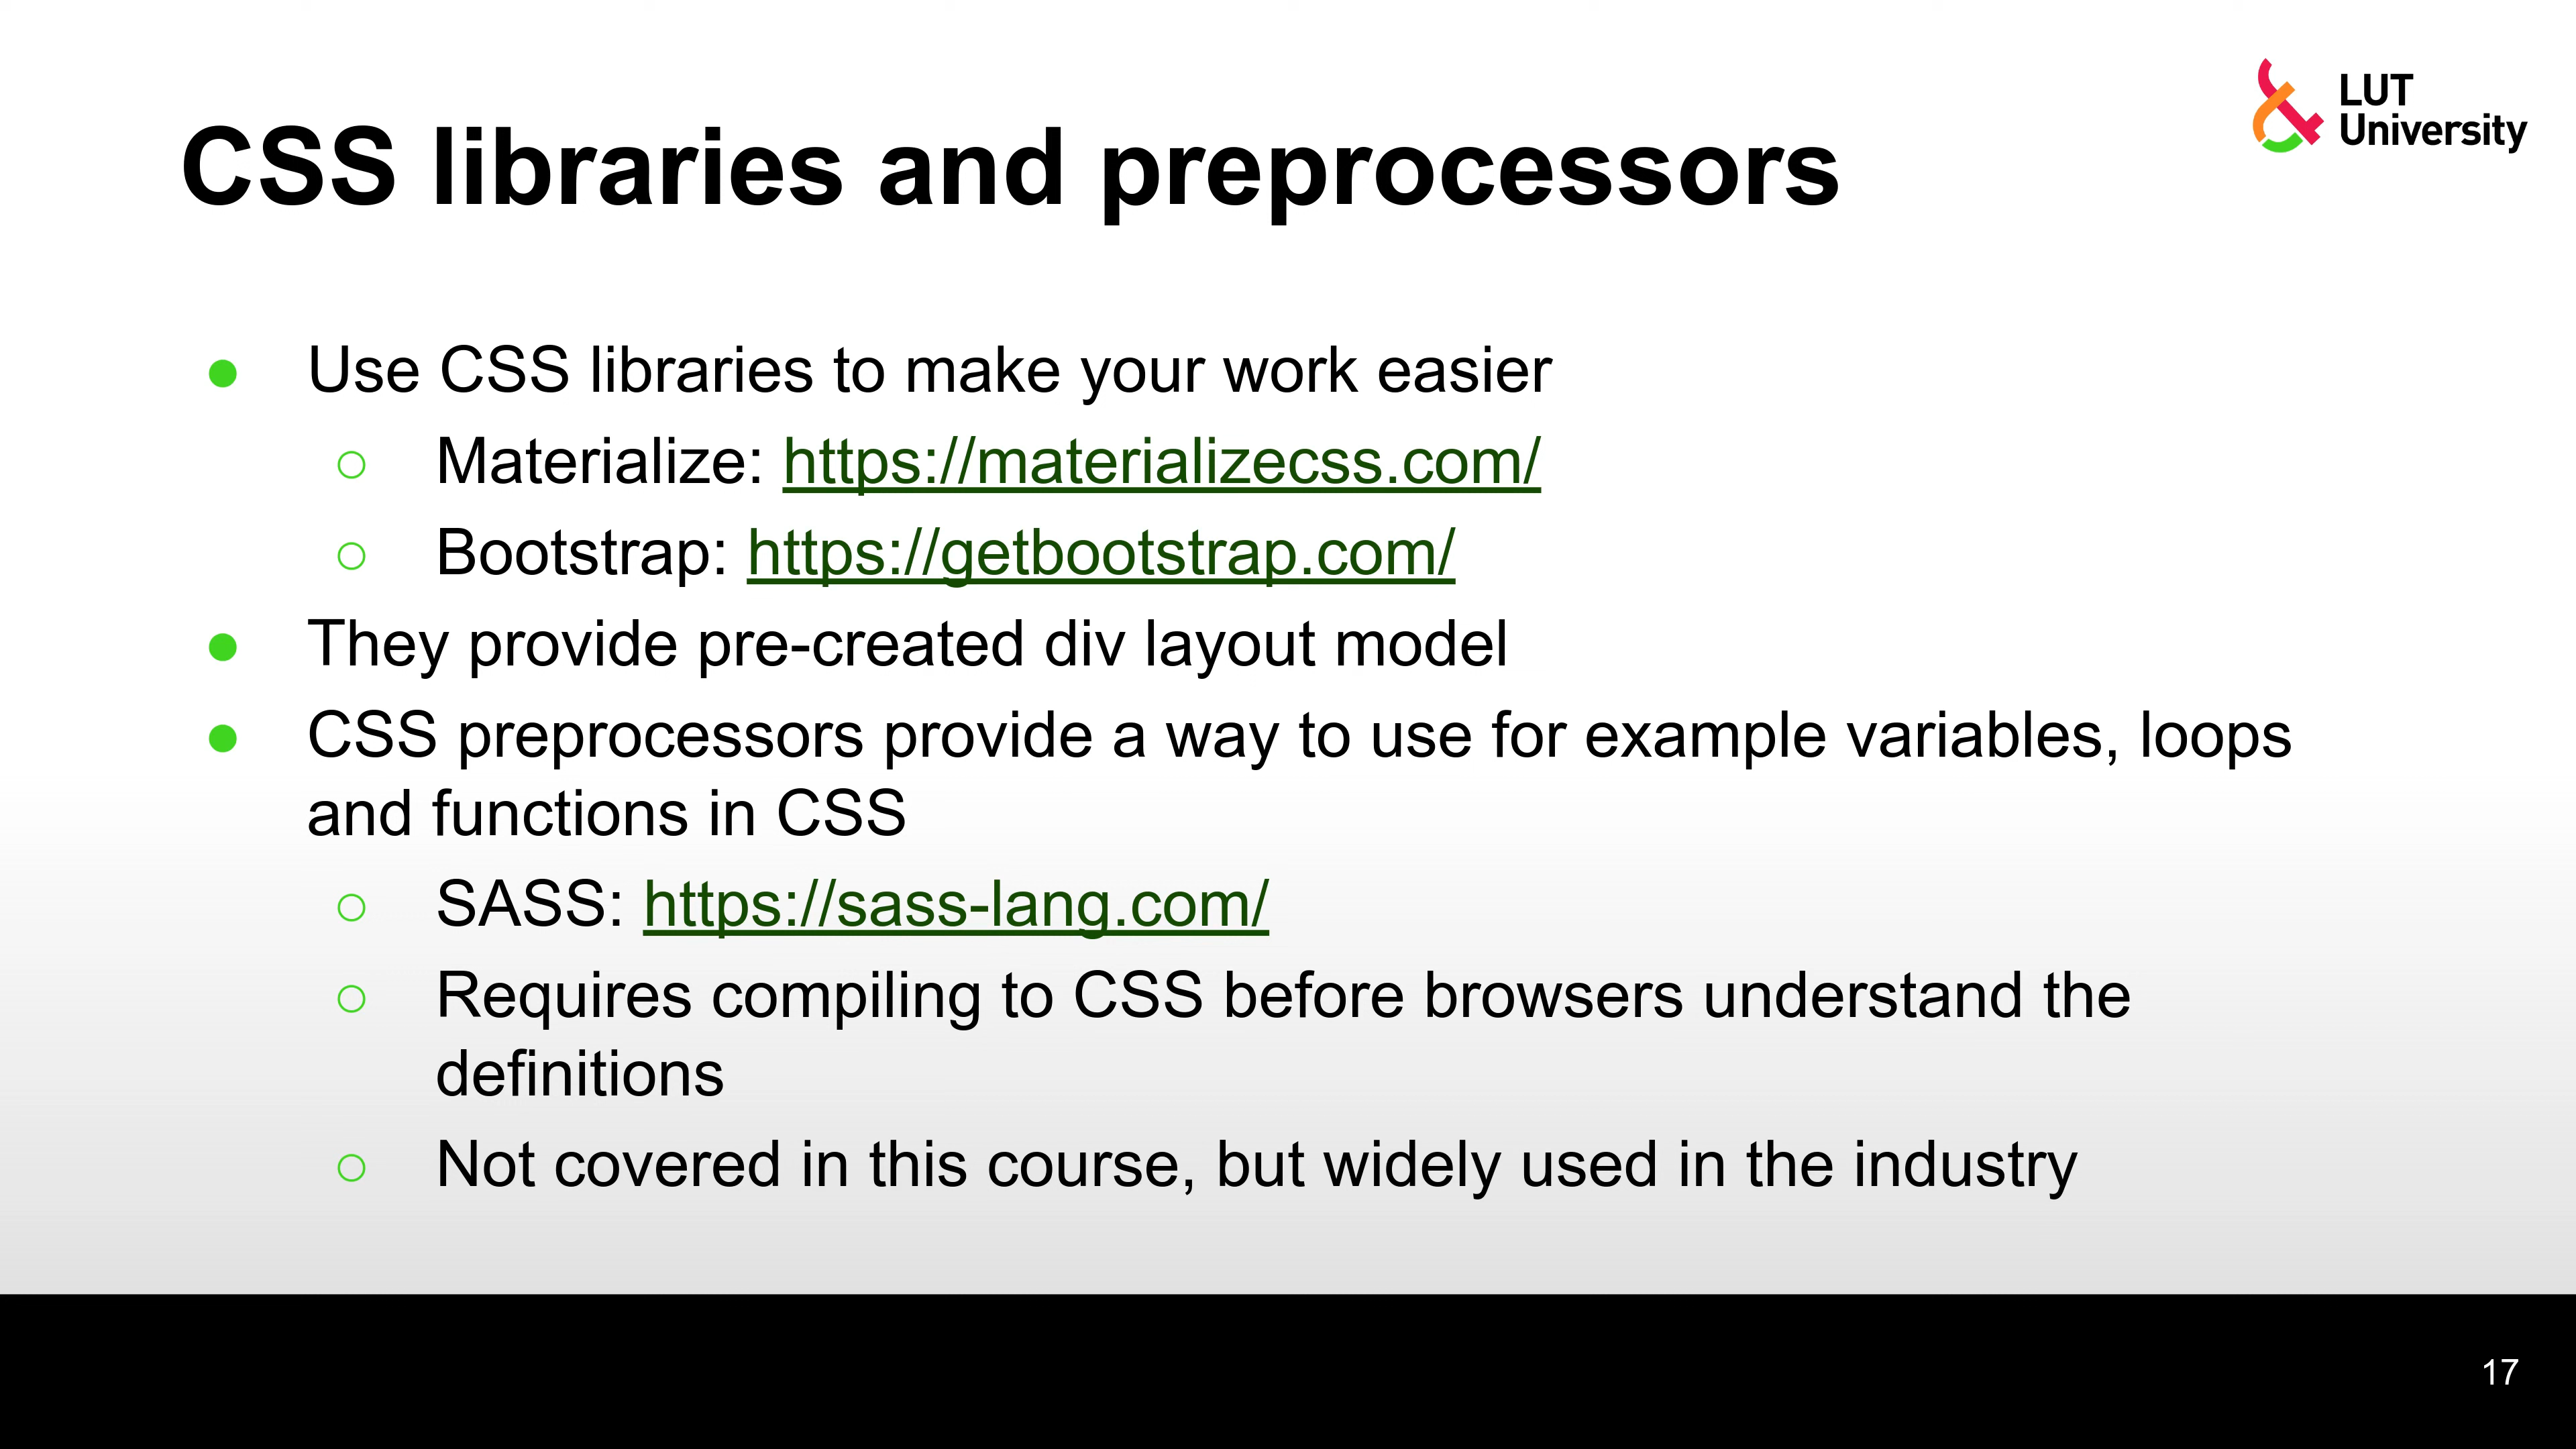 CSS libraries and preprocessors
LUT
University
● Use CSS libraries to make your work easier
○ Materialize: https://materializecss.com/
○ Bootstrap: https://getbootstrap.com/
● They provide pre-created div layout model
● CSS preprocessors provide a way to use for example variables, loops
and functions in CSS
○ SASS: https://sass-lang.com/
○ Requires compiling to CSS before browsers understand the
definitions
○ Not covered in this course, but widely used in the industry
17